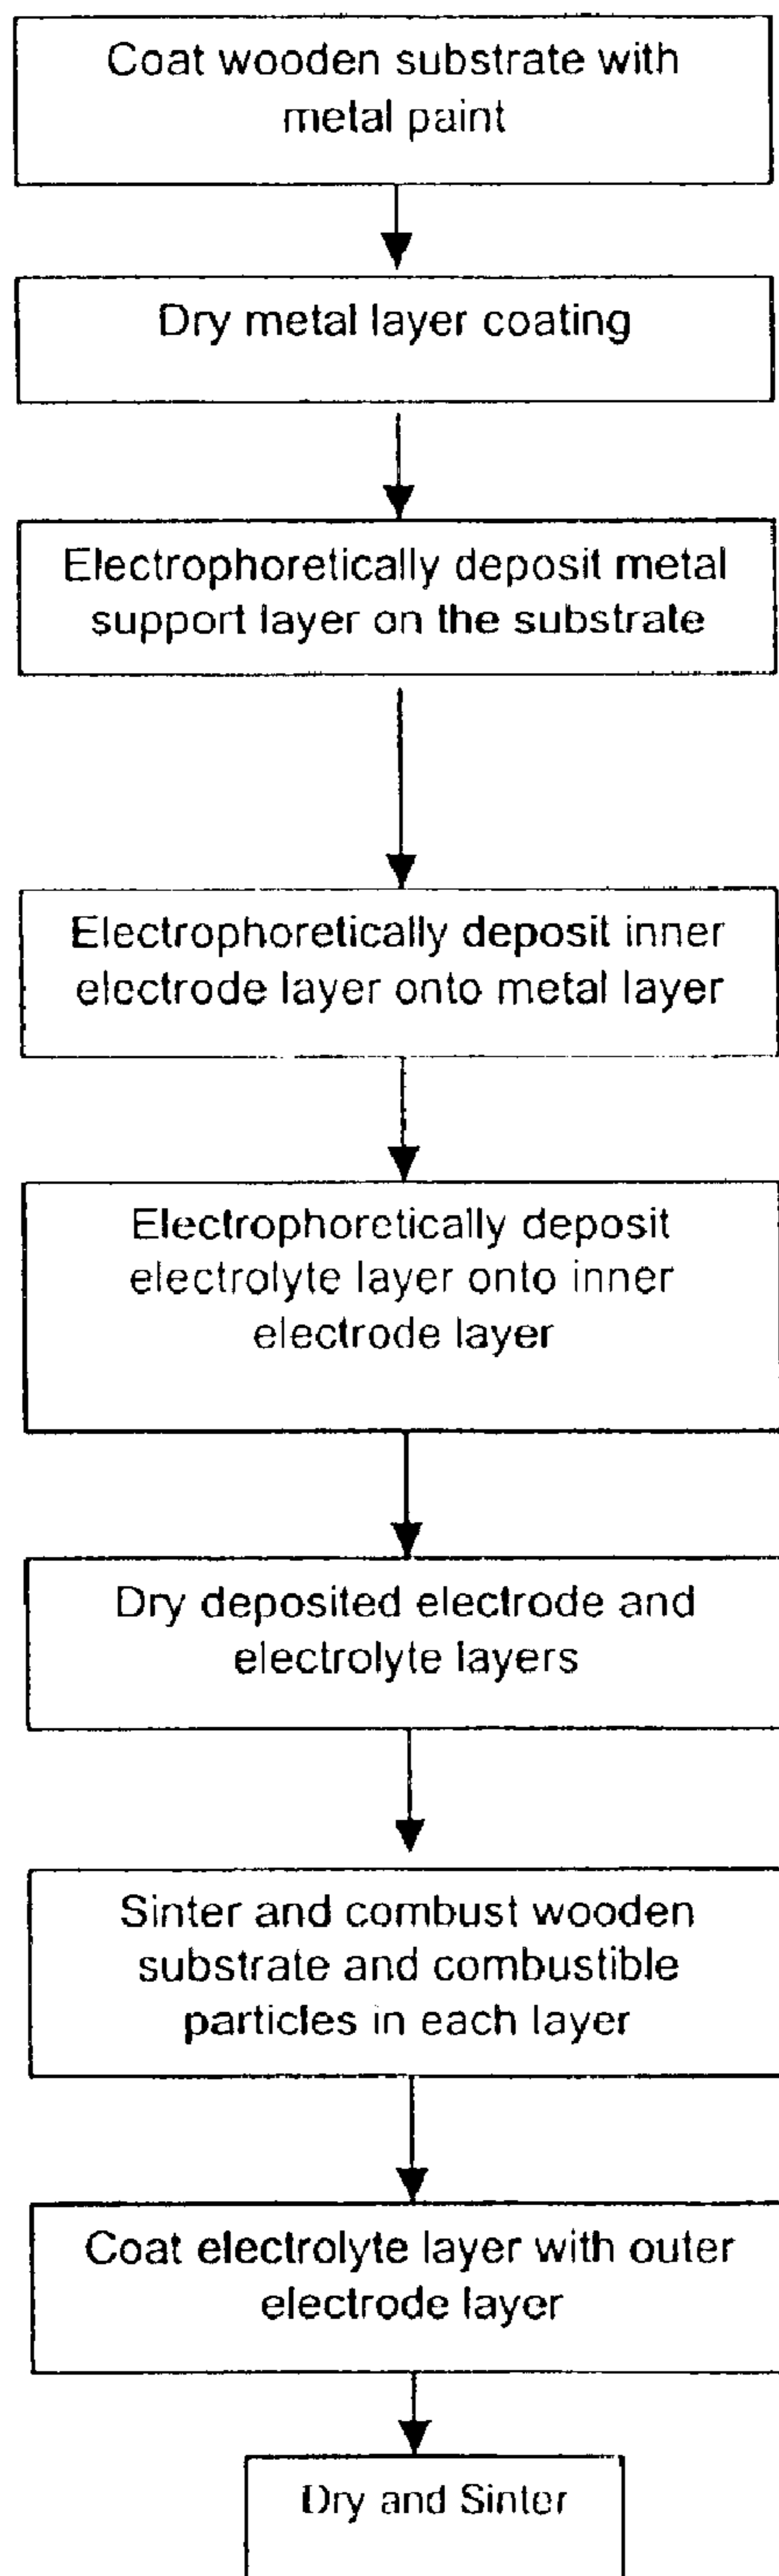 Coat wooden substrate with
metal paint
Dry metal layer coating
Electrophoretically deposit metal
support layer on the substrate
Electrophoretically deposit inner
electrode layer onto metal layer
Electrophoretically deposit
electrolyte layer onto inner
electrode layer
Dry deposited electrode and
electrolyte layers
Sinter and combust wooden
substrate and combustible
particles in each layer
Coat electrolyte layer with outer
electrode layer
Dry and Sinter